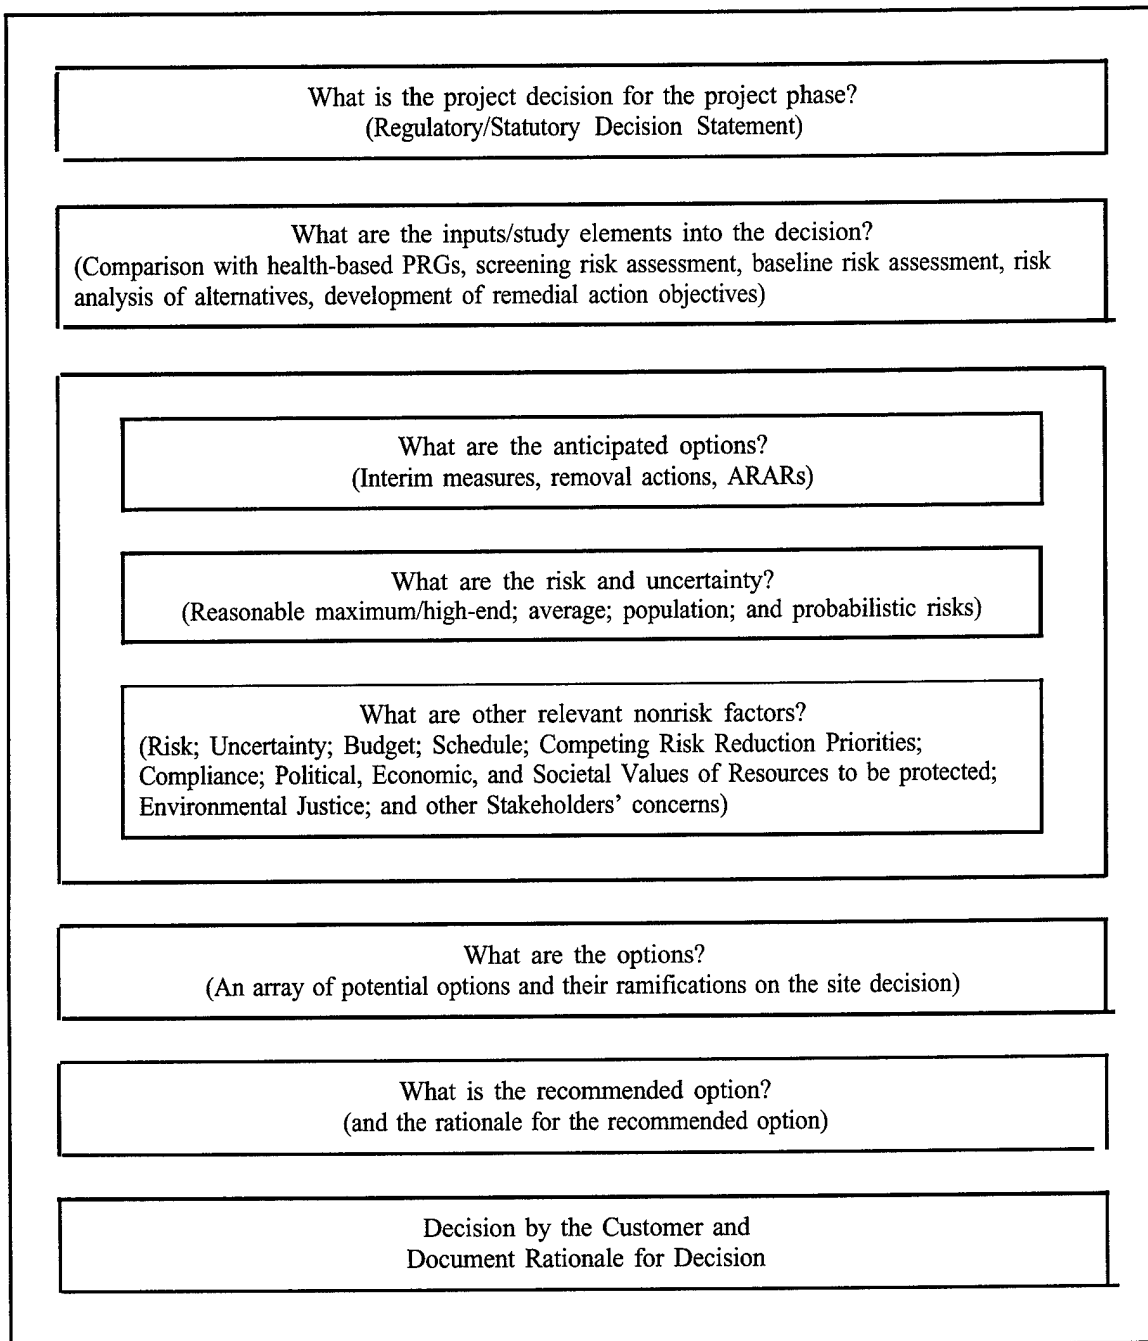 What is the project decision for the project phase?
(Regulatory/Statutory Decision Statement)
What are the inputs/study elements into the decision?
(Comparison with health-based PRGs, screening risk assessment, baseline risk assessment, risk
analysis of alternatives, development of remedial action objectives)
What are the anticipated options?
(Interim measures, removal actions, ARARs)
What are the risk and uncertainty?
(Reasonable maximum/high-end; average; population; and probabilistic risks)
What are other relevant nonrisk factors?
(Risk; Uncertainty; Budget; Schedule; Competing Risk Reduction Priorities;
Compliance; Political, Economic, and Societal Values of Resources to be protected;
Environmental Justice; and other Stakeholders' concerns)
What are the options?
(An array of potential options and their ramifications on the site decision)
What is the recommended option?
(and the rationale for the recommended option)
Decision by the Customer and
Document Rationale for Decision